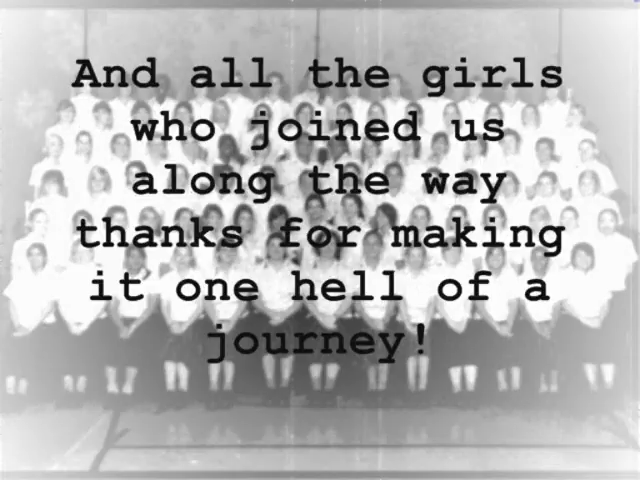 And all the girls
who joined us
along the way
thanks for making
it one hell of a
journey!